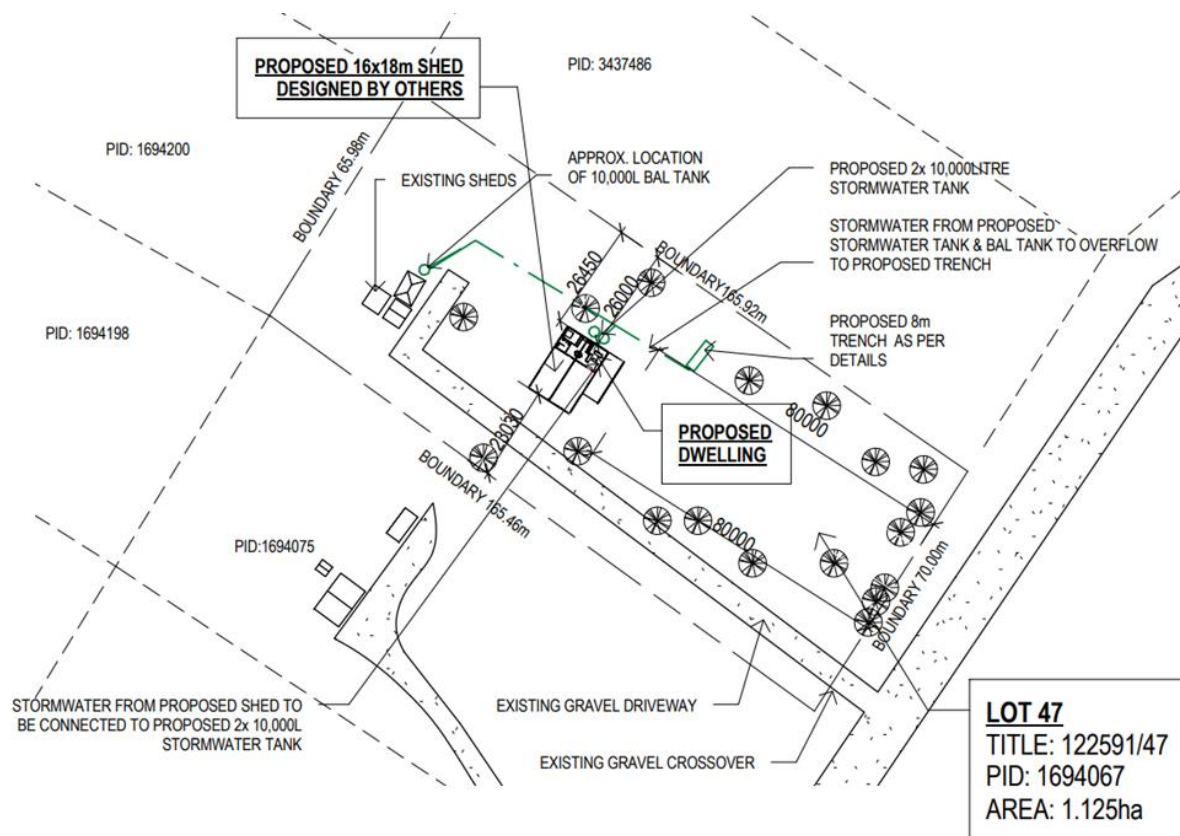 PROPOSED 16x18m SHED
DESIGNED BY OTHERS
PID: 3437486
PID: 1694200
BOUNDARY 65.98m
EXISTING SHEDS
APPROX. LOCATION
OF 10,000L BAL TANK
PROPOSED 2x 10,000LITRE
STORMWATER TANK
STORMWATER FROM PROPOSED
STORMWATER TANK & BAL TANK TO OVERFLOW
TO PROPOSED TRENCH
BOUNDARY165.92m
26450
26000
PID: 1694198
PROPOSED 8m
TRENCH AS PER
DETAILS
80000
PROPOSED
DWELLING
23030
BOUNDARY 165.46m
80000
PID:1694075
BOUNDARY 70.00m
STORMWATER FROM PROPOSED SHED TO
BE CONNECTED TO PROPOSED 2x 10,000L
STORMWATER TANK
EXISTING GRAVEL DRIVEWAY
EXISTING GRAVEL CROSSOVER
LOT 47
TITLE: 122591/47
PID: 1694067
AREA: 1.125ha